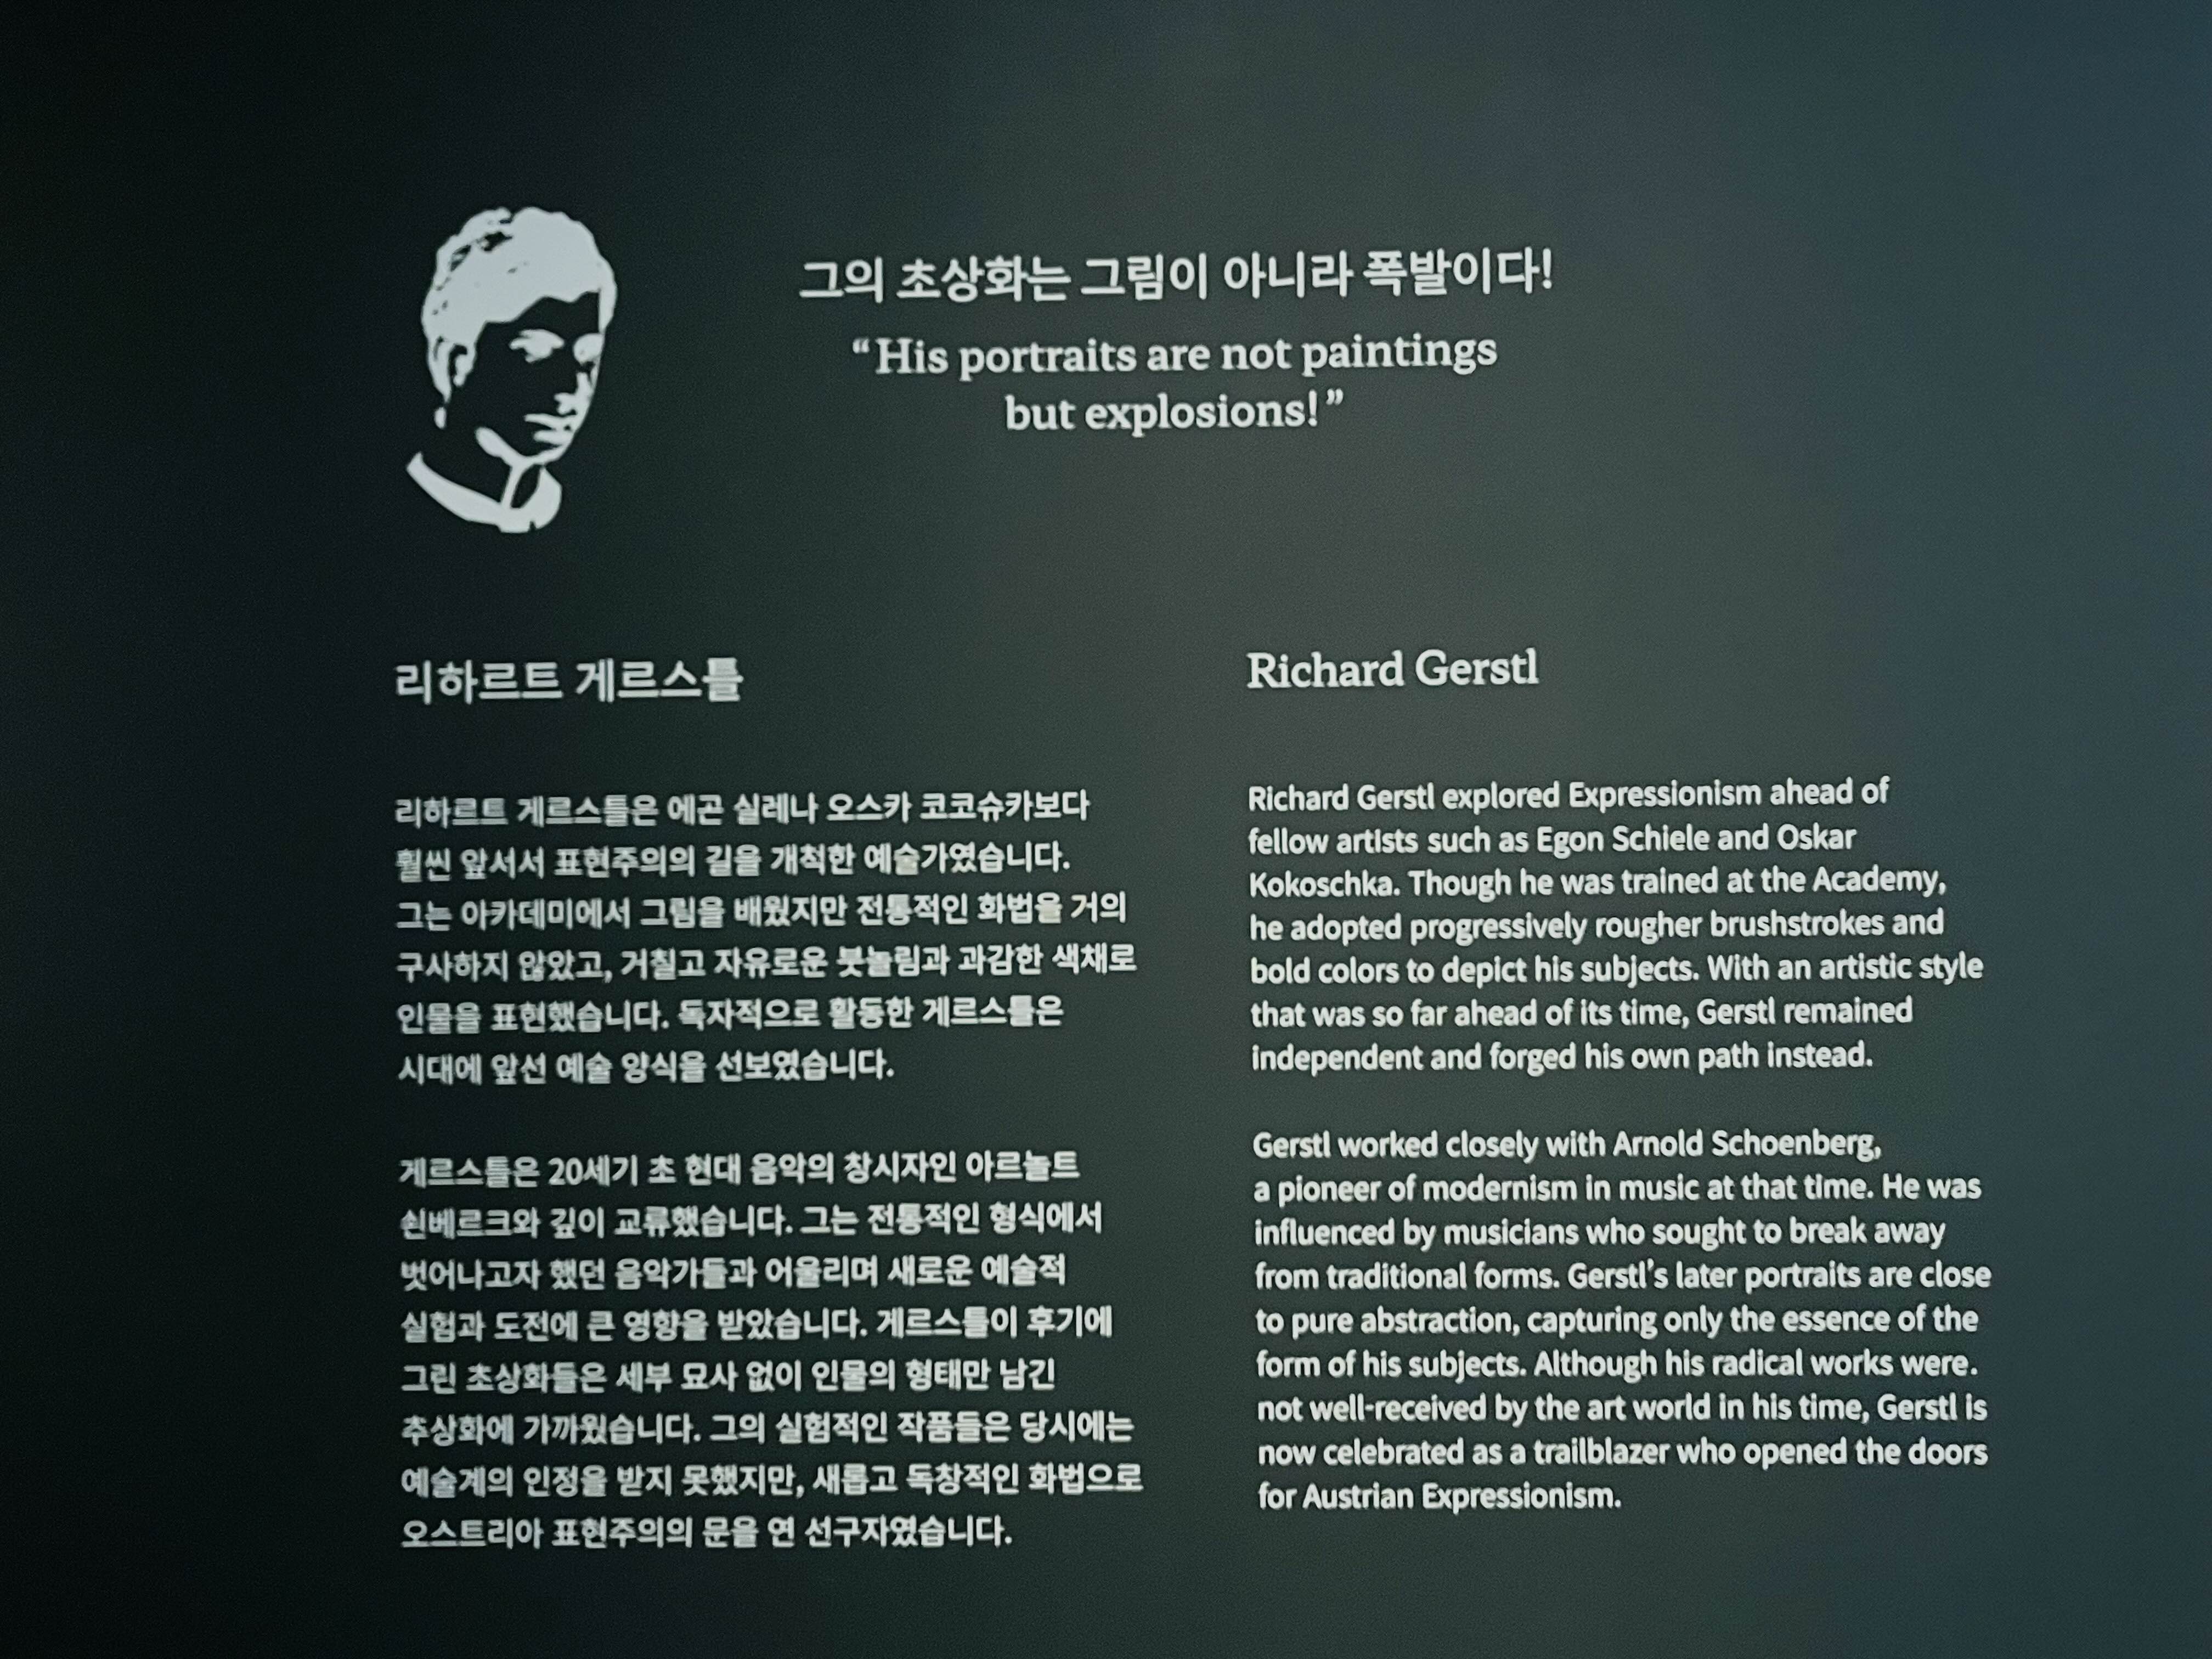 그의 초상화는 그림이 아니라 폭발이다!
“His portraits are not paintings
but explosions!”
리하르트 게르스틀
리하르트 게르스틀은 에곤 실레나 오스카 코코슈카보다
훨씬 앞서서 표현주의의 길을 개척한 예술가였습니다.
그는 아카데미에서 그림을 배웠지만 전통적인 화법을 거의
구사하지 않았고, 거칠고 자유로운 붓놀림과 과감한 색채로
인물을 표현했습니다. 독자적으로 활동한 게르스틀은
시대에 앞선 예술 양식을 선보였습니다.
게르스틀은 20세기 초 현대 음악의 창시자인 아르놀트
쇤베르크와 깊이 교류했습니다. 그는 전통적인 형식에서
벗어나고자 했던 음악가들과 어울리며 새로운 예술적
실험과 도전에 큰 영향을 받았습니다. 게르스틀이 후기에
그린 초상화들은 세부 묘사 없이 인물의 형태만 남긴
추상화에 가까웠습니다. 그의 실험적인 작품들은 당시에는
예술계의 인정을 받지 못했지만, 새롭고 독창적인 화법으로
오스트리아 표현주의의 문을 연 선구자였습니다.
Richard Gerstl
Richard Gerstl explored Expressionism ahead of
fellow artists such as Egon Schiele and Oskar
Kokoschka. Though he was trained at the Academy,
he adopted progressively rougher brushstrokes and
bold colors to depict his subjects. With an artistic style
that was so far ahead of its time, Gerstl remained
independent and forged his own path instead.
Gerstl worked closely with Arnold Schoenberg,
a pioneer of modernism in music at that time. He was
influenced by musicians who sought to break away
from traditional forms. Gerstl’s later portraits are close
to pure abstraction, capturing only the essence of the
form of his subjects. Although his radical works were.
not well-received by the art world in his time, Gerstl is
now celebrated as a trailblazer who opened the doors
for Austrian Expressionism.